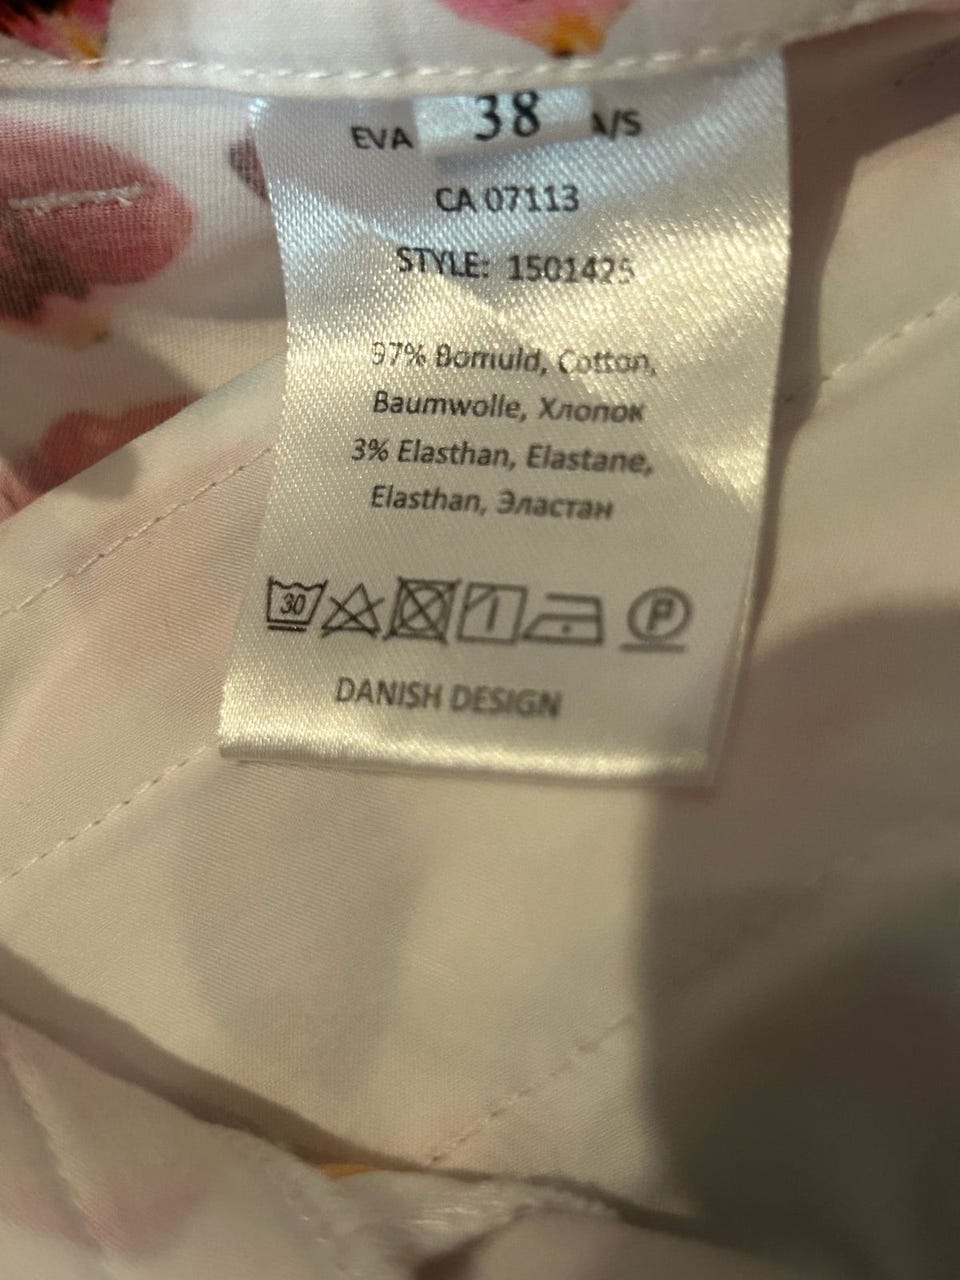 38
EVA A/S
CA 07113
STYLE: 1501425
97% Bomuld, Cotton,
Baumwolle, Хлопок
3% Elasthan, Elastane,
Elasthan, Эластан
30 P
DANISH DESIGN